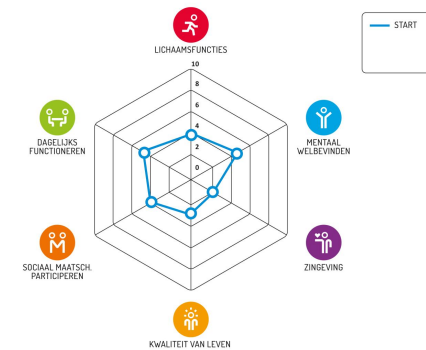 START
LICHAAMSFUNCTIES
10
8
6
4
2
0
DAGELIJKS
FUNCTIONEREN
MENTAAL
WELBEVINDEN
SOCIAAL MAATSCH.
PARTICIPEREN
ZINGEVING
KWALITEIT VAN LEVEN